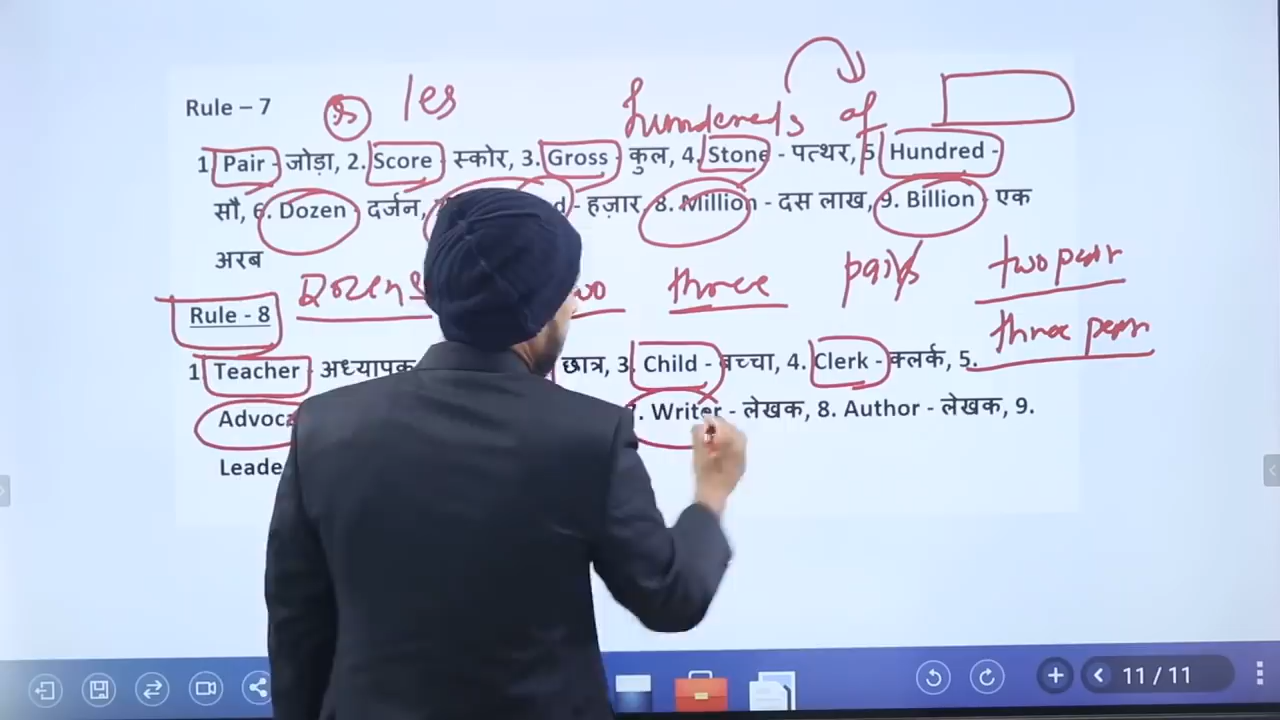 Rule – 7
les
hundereds of
1 Pair - जोड़ा, 2. Score - स्कोर, 3. Gross - कुल, 4. Stone - पत्थर, 5 Hundred -
सौ, 6. Dozen - दर्जन, d - हज़ार, 8. Million - दस लाख, 9. Billion - एक
अरब
Dozens three pairs two pair
Rule - 8
three pair
1 Teacher अध्यापक छात्र, 3. Child - बच्चा, 4. Clerk - क्लर्क, 5.
Advoca 7. Writer - लेखक, 8. Author - लेखक, 9.
Leade
11 / 11